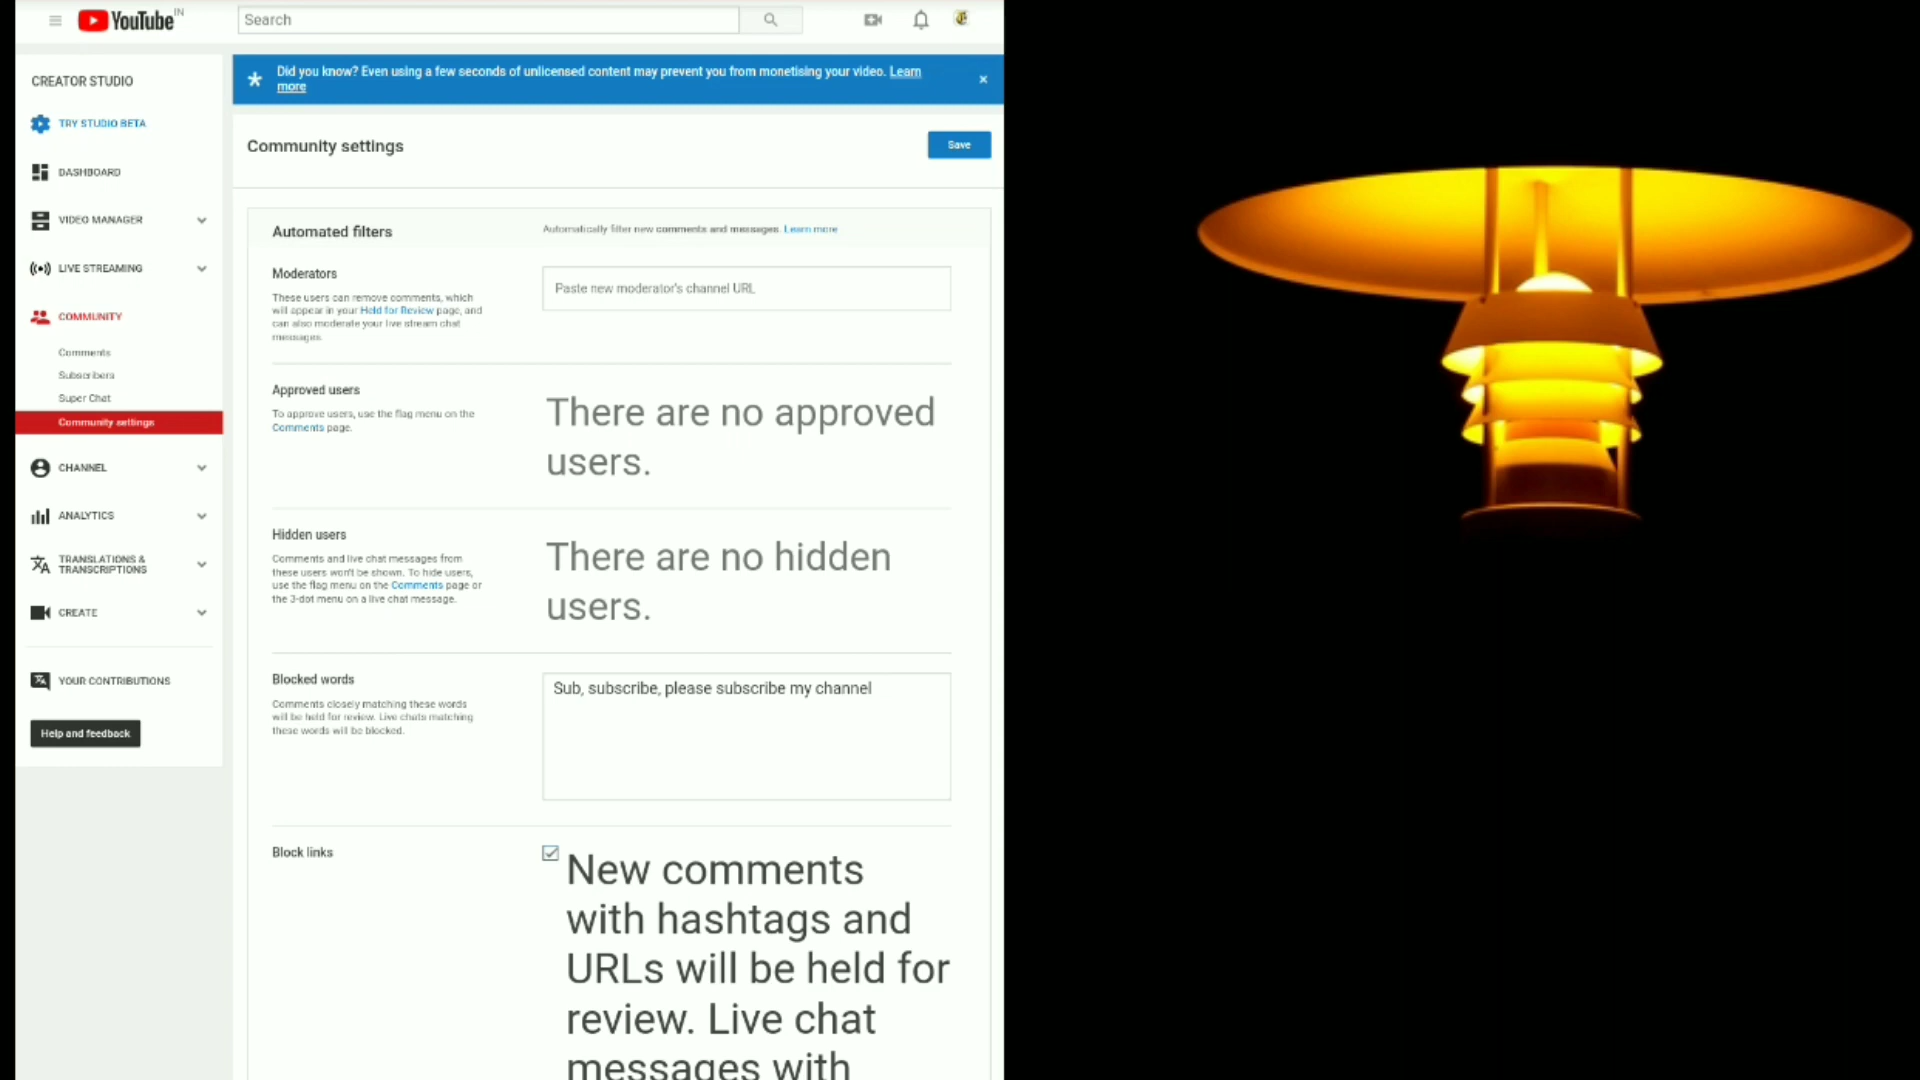 YouTube IN
Search
CREATOR STUDIO
TRY STUDIO BETA
DASHBOARD
VIDEO MANAGER
LIVE STREAMING
COMMUNITY
Comments
Subscribers
Super Chat
Community settings
CHANNEL
ANALYTICS
TRANSLATIONS &
TRANSCRIPTIONS
CREATE
YOUR CONTRIBUTIONS
Help and feedback
Did you know? Even using a few seconds of unlicensed content may prevent you from monetising your video. Learn
more
Community settings
Save
Automated filters
Automatically filter new comments and messages. Learn more
Moderators
These users can remove comments, which
will appear in your Held for Review page, and
can also moderate your live stream chat
messages.
Paste new moderator's channel URL
Approved users
To approve users, use the flag menu on the
Comments page.
There are no approved
users.
Hidden users
Comments and live chat messages from
these users won't be shown. To hide users,
use the flag menu on the Comments page or
the 3-dot menu on a live chat message.
There are no hidden
users.
Blocked words
Comments closely matching these words
will be held for review. Live chats matching
these words will be blocked.
Sub, subscribe, please subscribe my channel
Block links
New comments
with hashtags and
URLs will be held for
review. Live chat
messages with